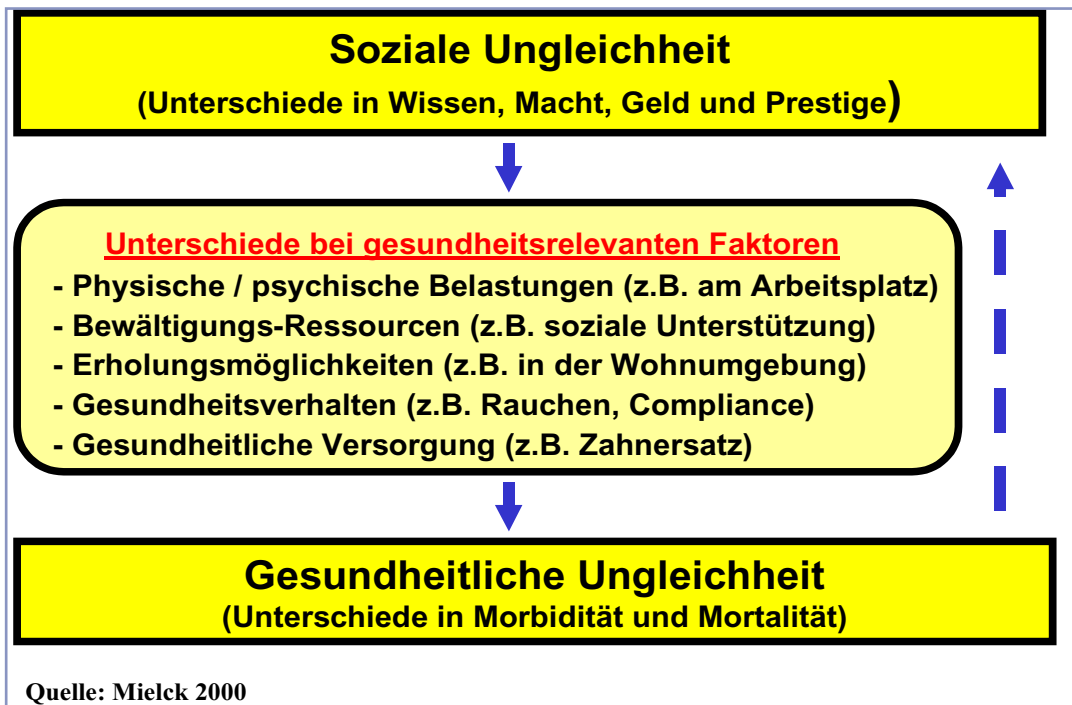 Soziale Ungleichheit
(Unterschiede in Wissen, Macht, Geld und Prestige)
Unterschiede bei gesundheitsrelevanten Faktoren
- Physische / psychische Belastungen (z.B. am Arbeitsplatz)
- Bewältigungs-Ressourcen (z.B. soziale Unterstützung)
- Erholungsmöglichkeiten (z.B. in der Wohnumgebung)
- Gesundheitsverhalten (z.B. Rauchen, Compliance)
- Gesundheitliche Versorgung (z.B. Zahnersatz)
Gesundheitliche Ungleichheit
(Unterschiede in Morbidität und Mortalität)
Quelle: Mielck 2000